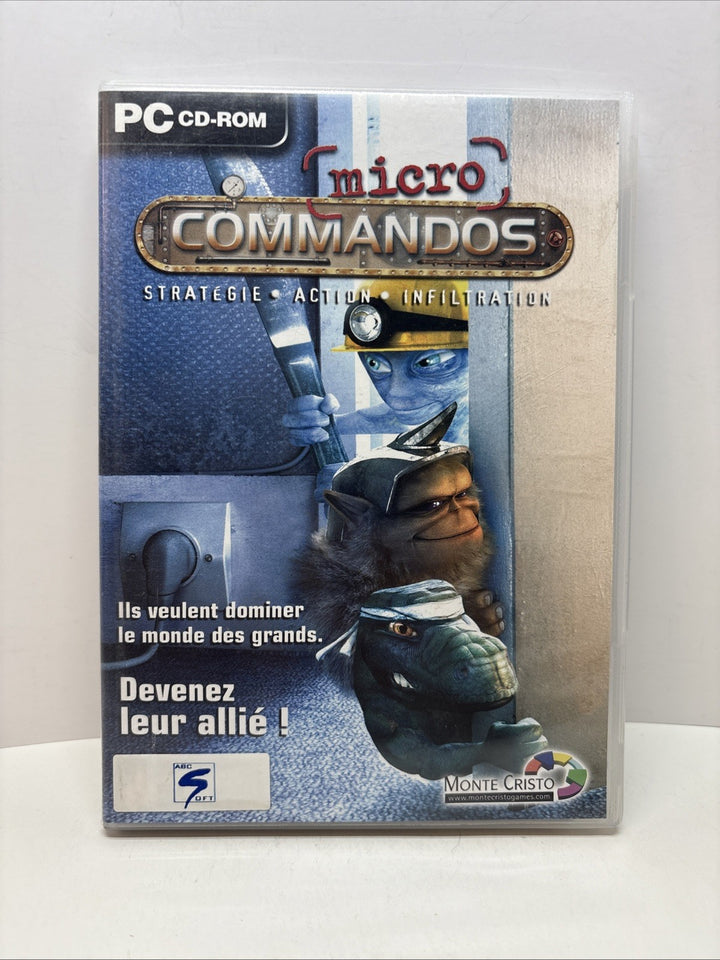 PC CD-ROM
micro
COMMANDOS
STRATéGIE • ACTION • INFILTRATION
Ils veulent dominer
le monde des grands.
Devenez
leur allié !
ABC
SOFT
MONTE CRISTO
www.montecristogames.com